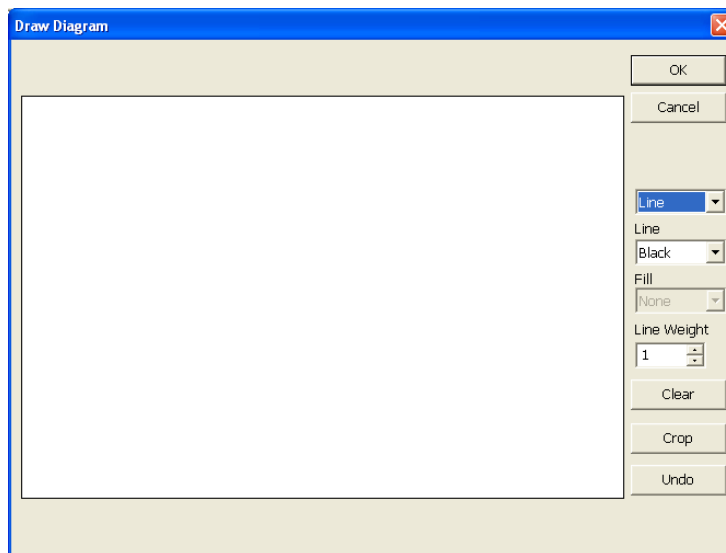 Draw Diagram
OK
Cancel
Line
Line
Black
Fill
None
Line Weight
1
Clear
Crop
Undo